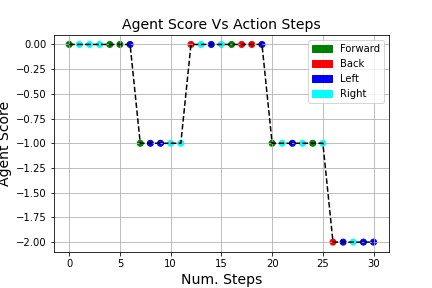 Agent Score Vs Action Steps
Agent Score
0.00
−0.25
−0.50
−0.75
−1.00
−1.25
−1.50
−1.75
−2.00
Forward
Back
Left
Right
0 5 10 15 20 25 30
Num. Steps